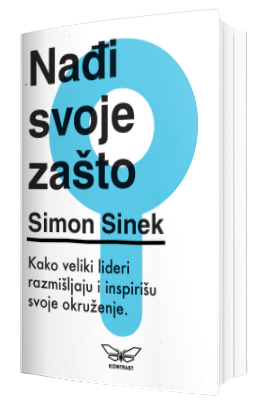 Nađi
svoje
zašto
Simon Sinek
Kako veliki lideri
razmišljaju i inspirišu
svoje okruženje.
KONTRAST